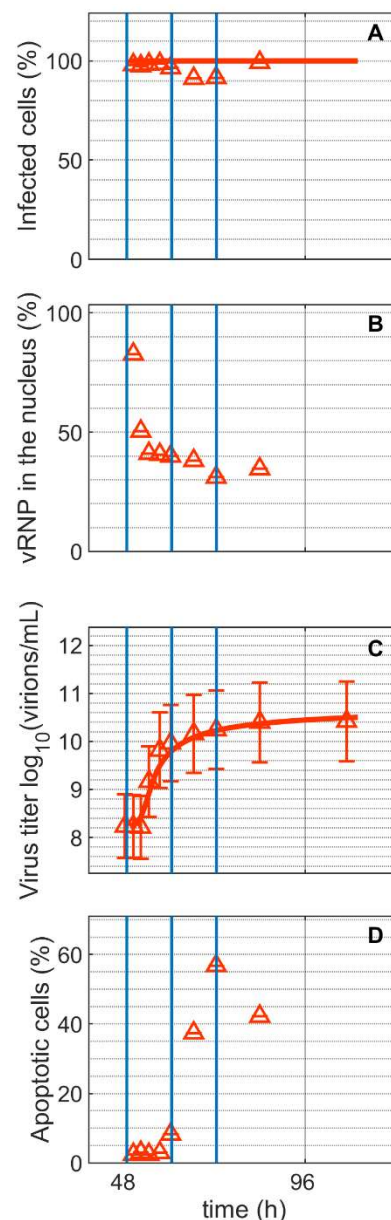 A
Infected cells (%)
100
50
0
B
vRNP in the nucleus (%)
100
50
0
C
Virus titer log10(virions/mL)
12
11
10
9
8
D
Apoptotic cells (%)
60
40
20
0
48
96
time (h)